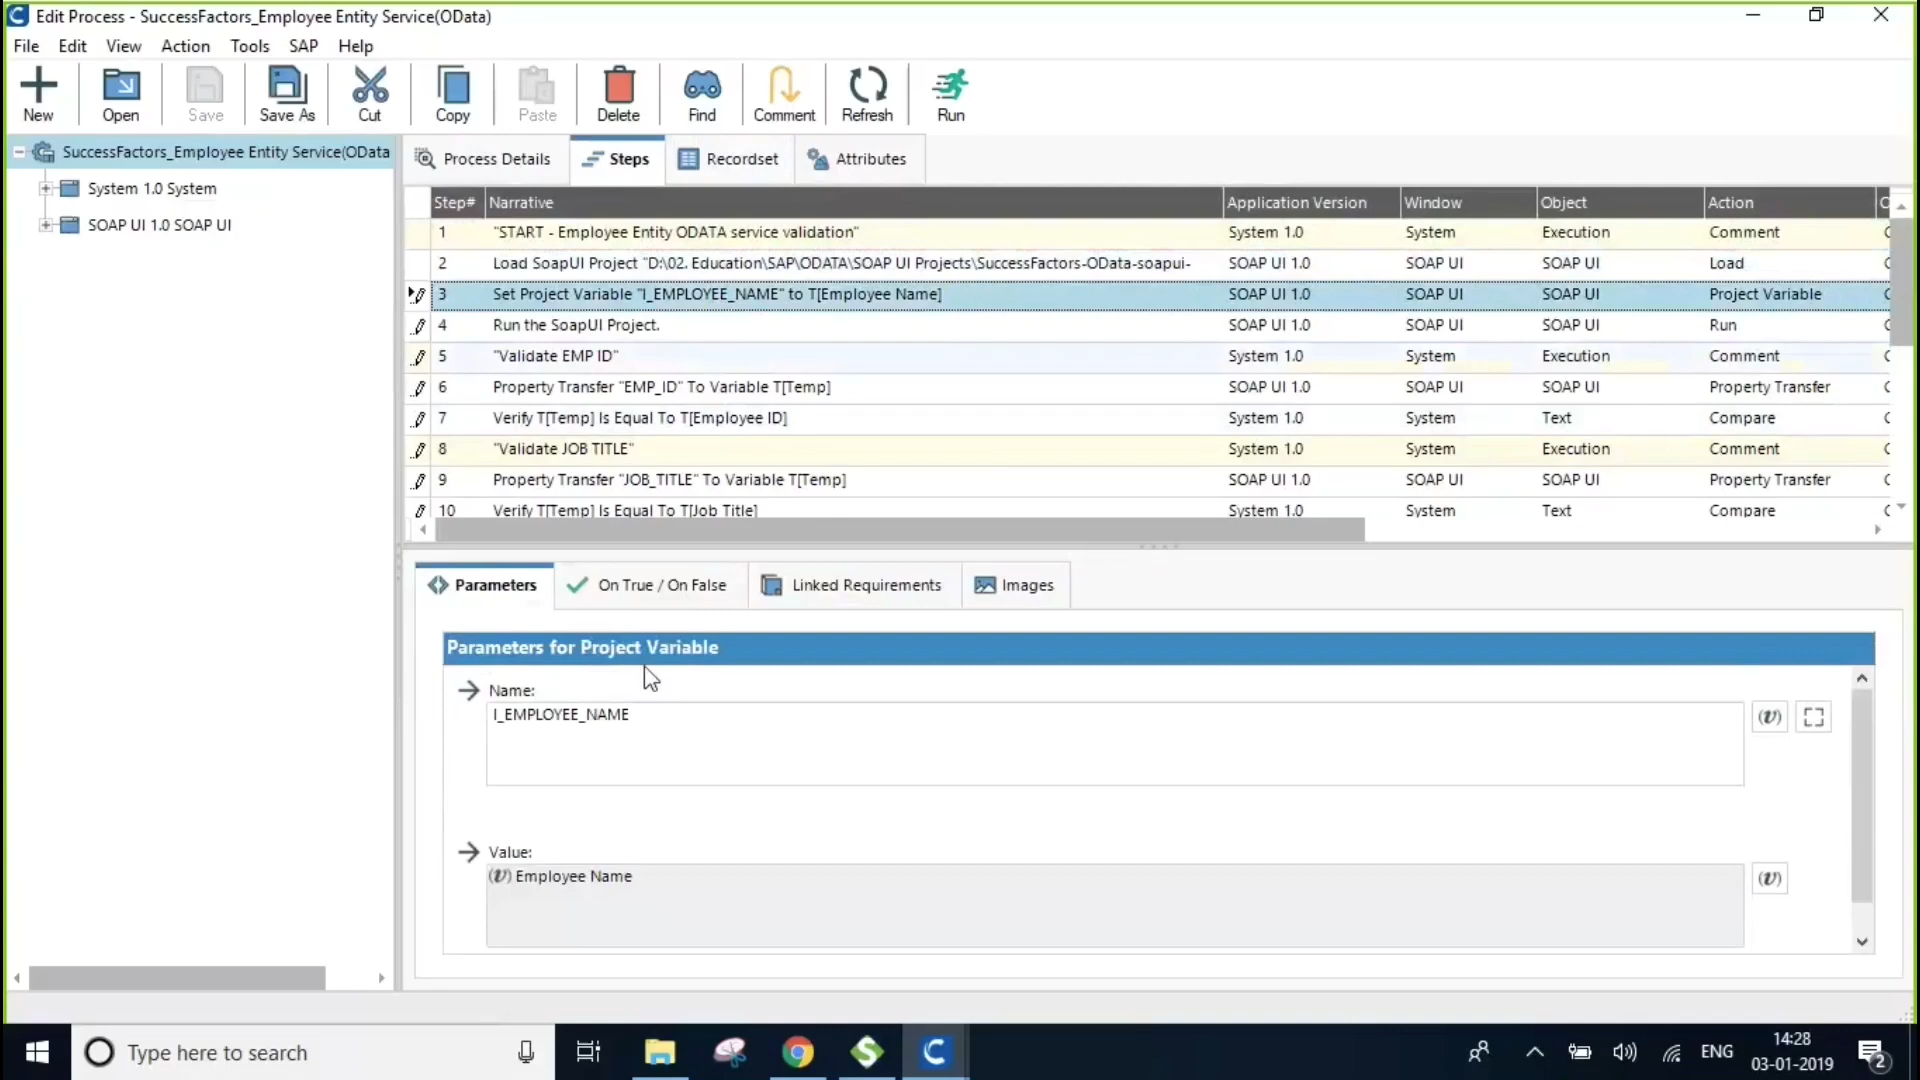 Edit Process - SuccessFactors_Employee Entity Service(OData)
File Edit View Action Tools SAP Help
New Open Save Save As Cut Copy Paste Delete Find Comment Refresh Run
SuccessFactors_Employee Entity Service(OData
System 1.0 System
SOAP UI 1.0 SOAP UI
Process Details Steps Recordset Attributes
Step# Narrative Application Version Window Object Action
1 "START - Employee Entity ODATA service validation" System 1.0 System Execution Comment
2 Load SoapUI Project "D:\02. Education\SAP\ODATA\SOAP UI Projects\SuccessFactors-OData-soapui- SOAP UI 1.0 SOAP UI SOAP UI Load
3 Set Project Variable "I_EMPLOYEE_NAME" to T[Employee Name] SOAP UI 1.0 SOAP UI SOAP UI Project Variable
4 Run the SoapUI Project. SOAP UI 1.0 SOAP UI SOAP UI Run
5 "Validate EMP ID" System 1.0 System Execution Comment
6 Property Transfer "EMP_ID" To Variable T[Temp] SOAP UI 1.0 SOAP UI SOAP UI Property Transfer
7 Verify T[Temp] Is Equal To T[Employee ID] System 1.0 System Text Compare
8 "Validate JOB TITLE" System 1.0 System Execution Comment
9 Property Transfer "JOB_TITLE" To Variable T[Temp] SOAP UI 1.0 SOAP UI SOAP UI Property Transfer
10 Verify T[Temp] Is Equal To T[Job Title] System 1.0 System Text Compare
Parameters On True / On False Linked Requirements Images
Parameters for Project Variable
Name:
I_EMPLOYEE_NAME
Value:
(v) Employee Name
Type here to search
ENG
14:28
03-01-2019
2